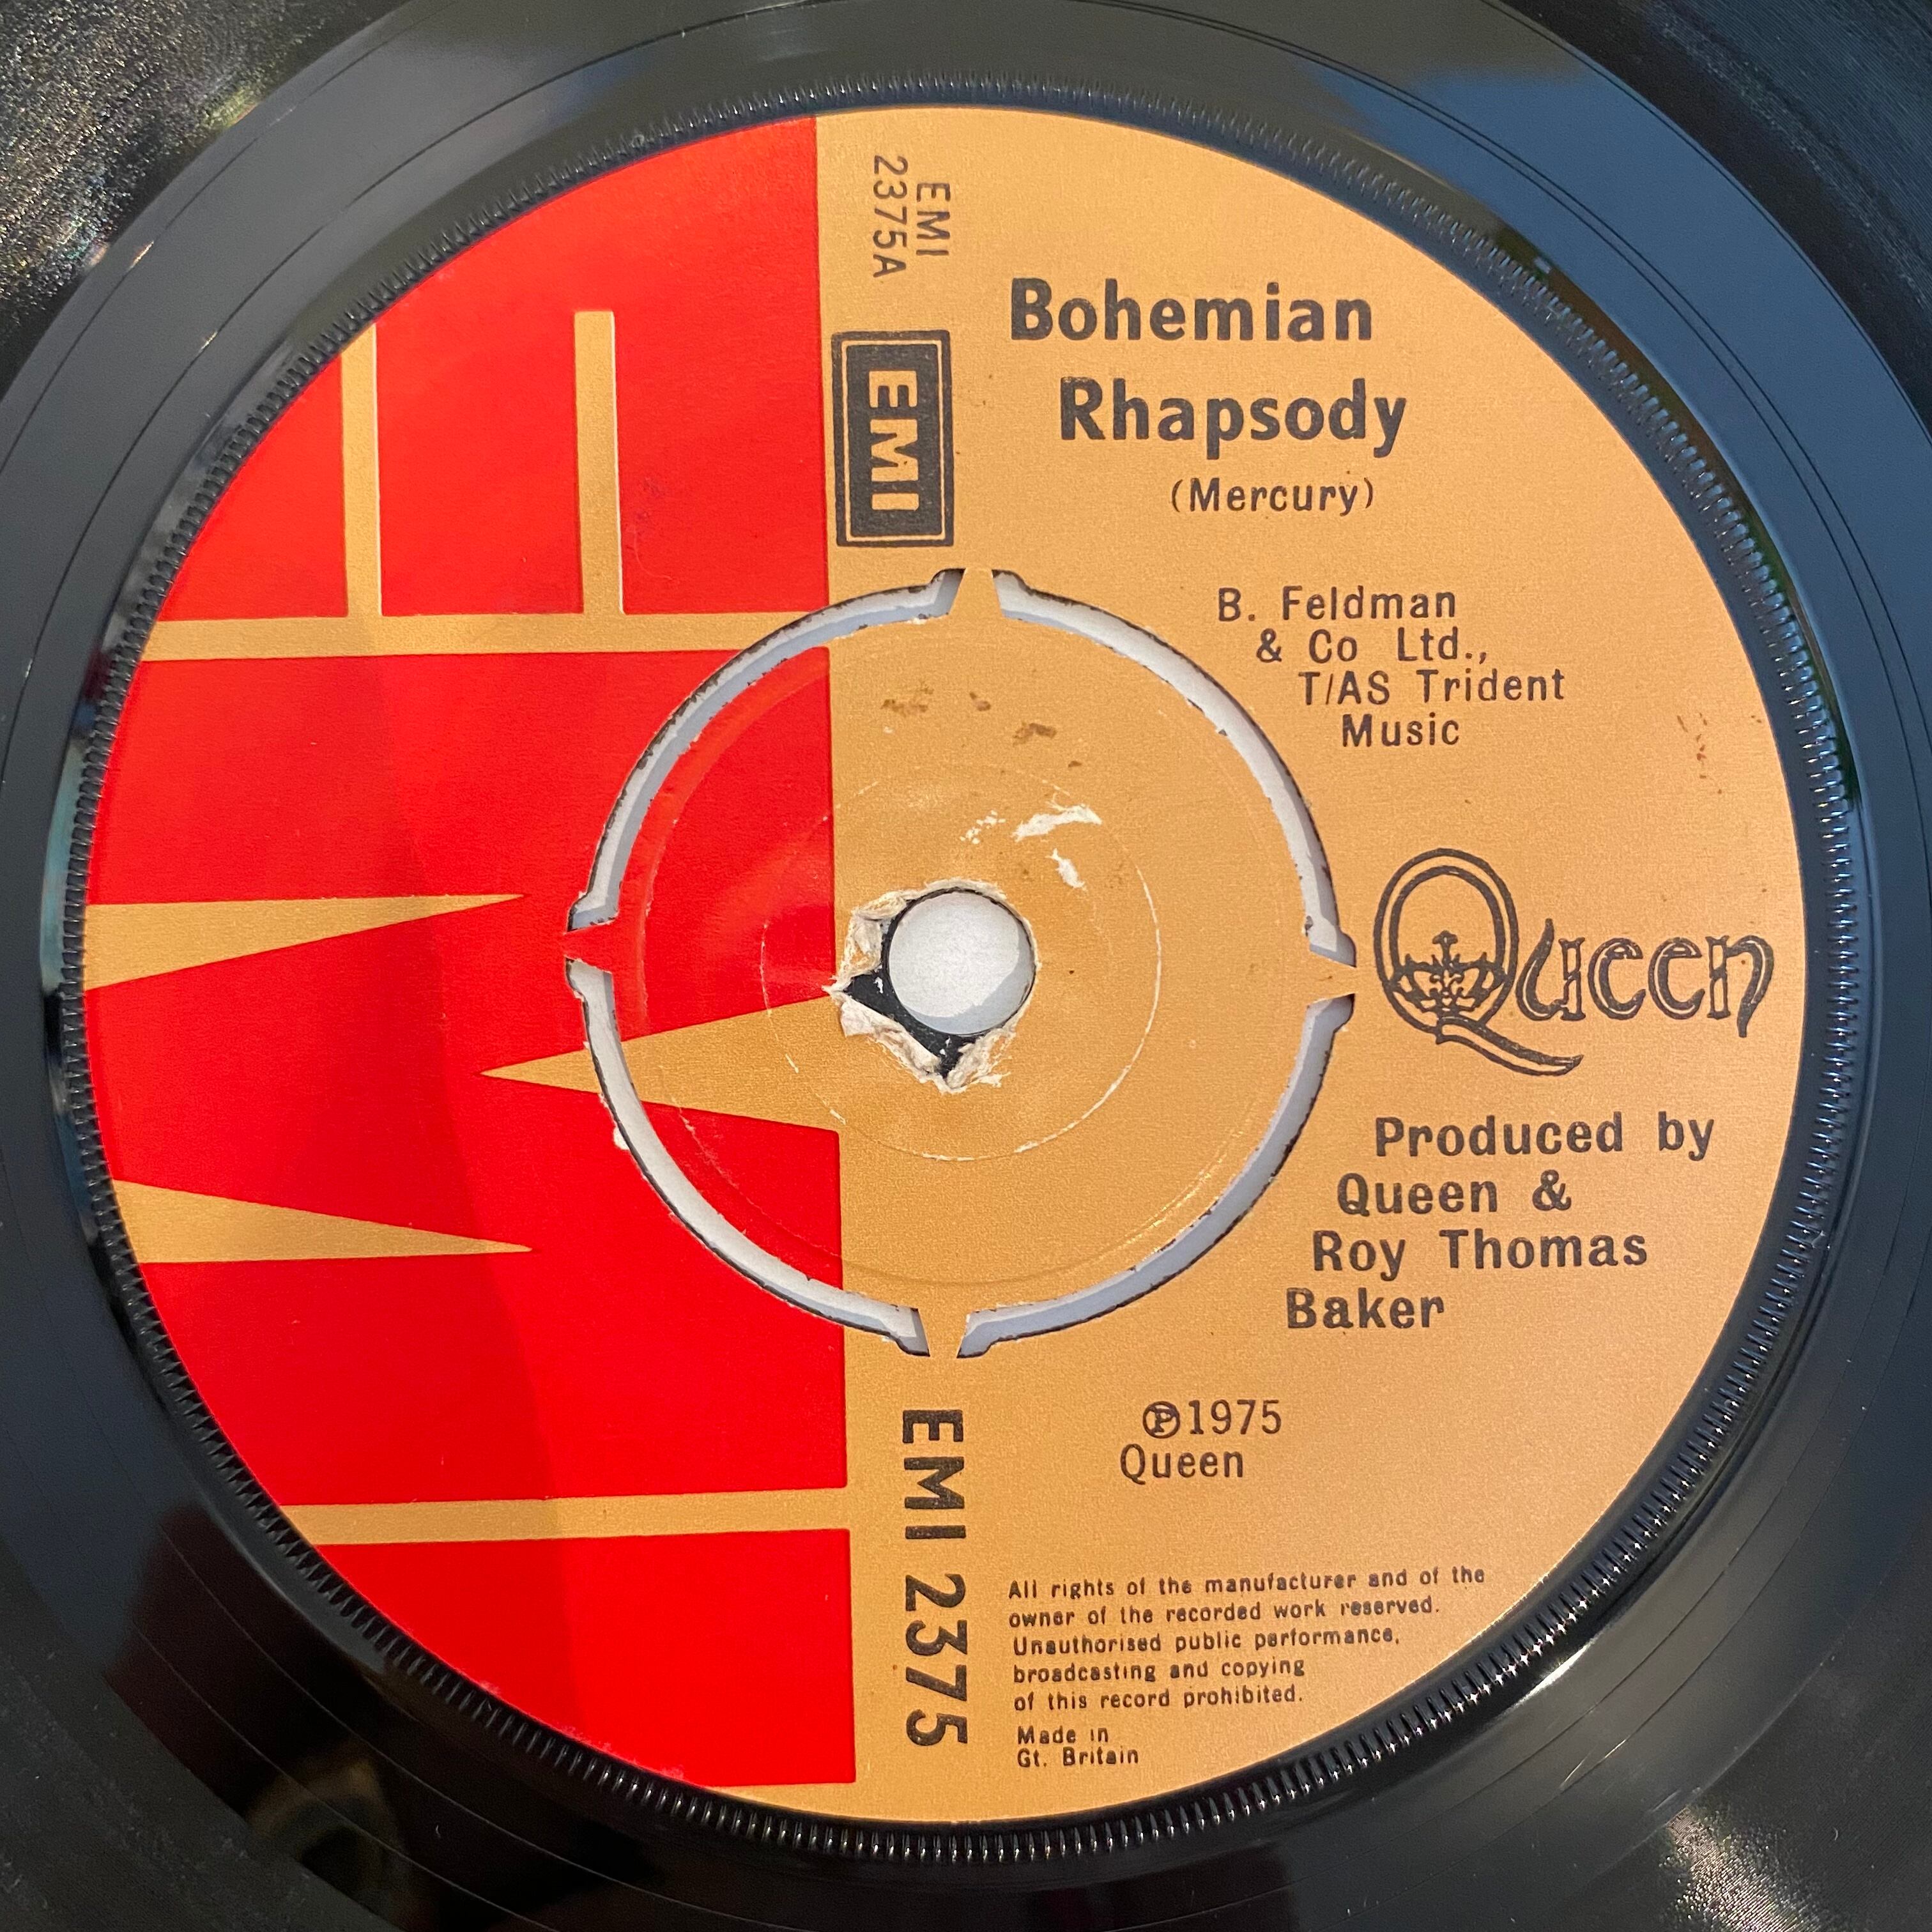 EMI
2375A
EMI
Bohemian
Rhapsody
(Mercury)
B. Feldman
& Co Ltd.,
T/AS Trident
Music
Queen
Produced by
Queen &
Roy Thomas
Baker
℗1975
Queen
EMI 2375
All rights of the manufacturer and of the
owner of the recorded work reserved.
Unauthorised public performance,
broadcasting and copying
of this record prohibited.
Made in
Gt. Britain